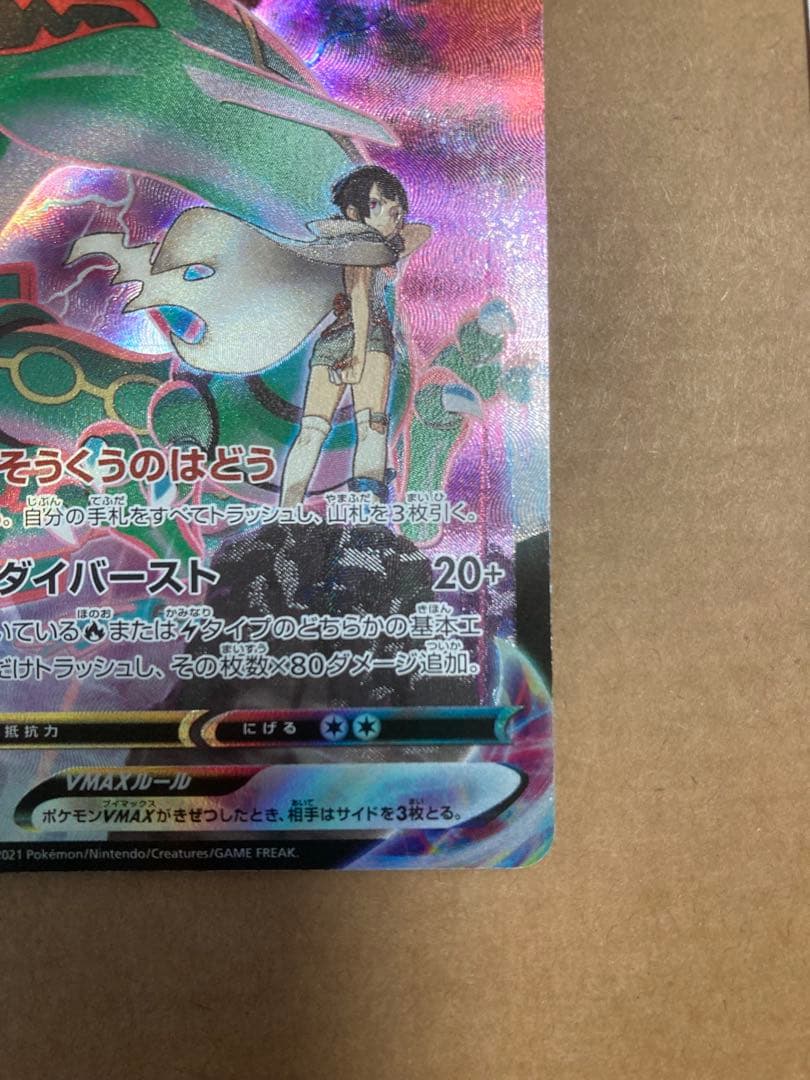 そうくうのはどう
。自分の手札をすべてトラッシュし、山札を3枚引く。
ダイバースト 20+
いているまたはタイプのどちらかの基本エ
だけトラッシュし、その枚数×80ダメージ追加。
抵抗力 にげる
VMAXルール
ポケモンVMAXがきぜつしたとき、相手はサイドを3枚とる。
2021 Pokémon/Nintendo/Creatures/GAME FREAK.